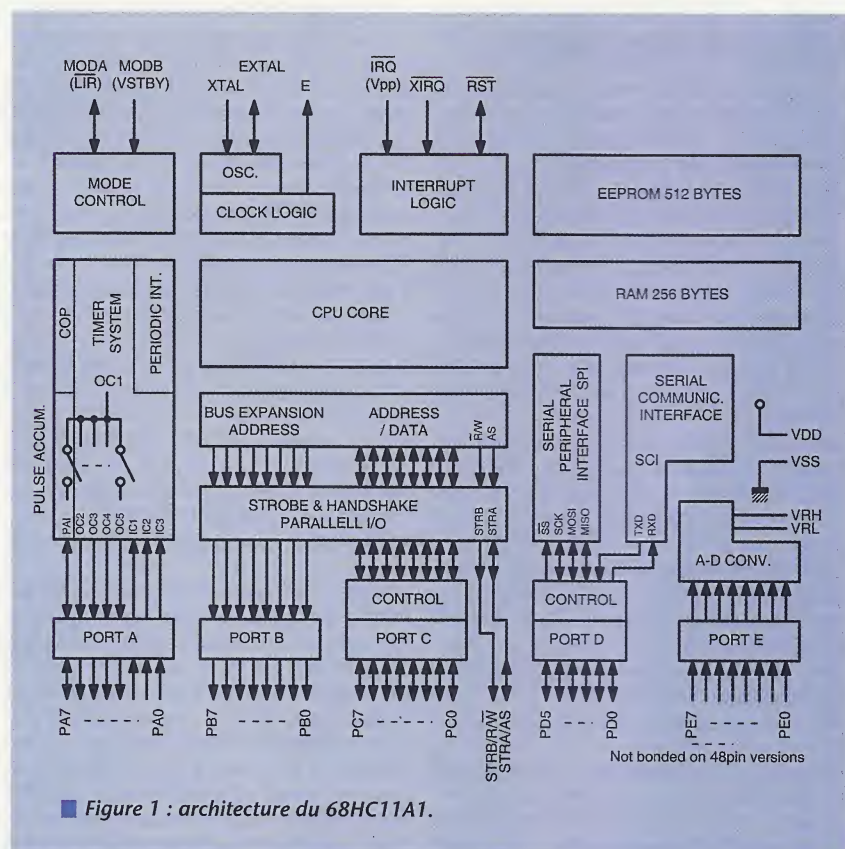 MODA MODB EXTAL IRQ
(LIR) (VSTBY) XTAL E (Vpp) XIRQ RST
MODE
CONTROL
OSC.
CLOCK LOGIC
INTERRUPT
LOGIC
EEPROM 512 BYTES
COP
TIMER
SYSTEM
PERIODIC INT.
CPU CORE
RAM 256 BYTES
OC1
PULSE ACCUM.
PAI
OC2
OC3
OC4
OC5
IC1
IC2
IC3
BUS EXPANSION
ADDRESS
ADDRESS
/ DATA
R/W
AS
STROBE & HANDSHAKE
PARALLELL I/O
STRB
STRA
SERIAL
PERIPHERAL
INTERFACE SPI
SS
SCK
MOSI
MISO
SERIAL
COMMUNIC.
INTERFACE
SCI
TXD
RXD
VDD
VSS
VRH
VRL
A-D CONV.
CONTROL
CONTROL
PORT A
PORT B
PORT C
PORT D
PORT E
PA7 - - - - - PA0
PB7 - - - - - PB0
PC7 - - - - - PC0
STRB/R/W
STRA/AS
PD5 - - - - PD0
PE7 - - - - - PE0
Not bonded on 48pin versions
Figure 1 : architecture du 68HC11A1.